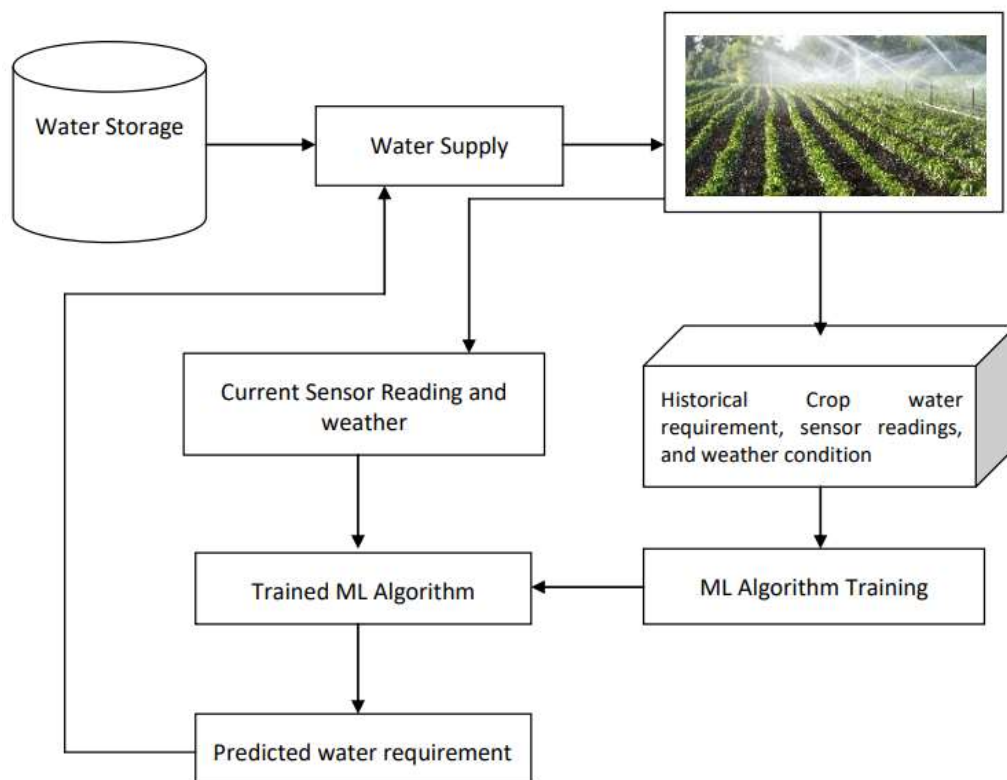 Water Storage
Water Supply
Current Sensor Reading and
weather
Historical Crop water
requirement, sensor readings,
and weather condition
Trained ML Algorithm
ML Algorithm Training
Predicted water requirement